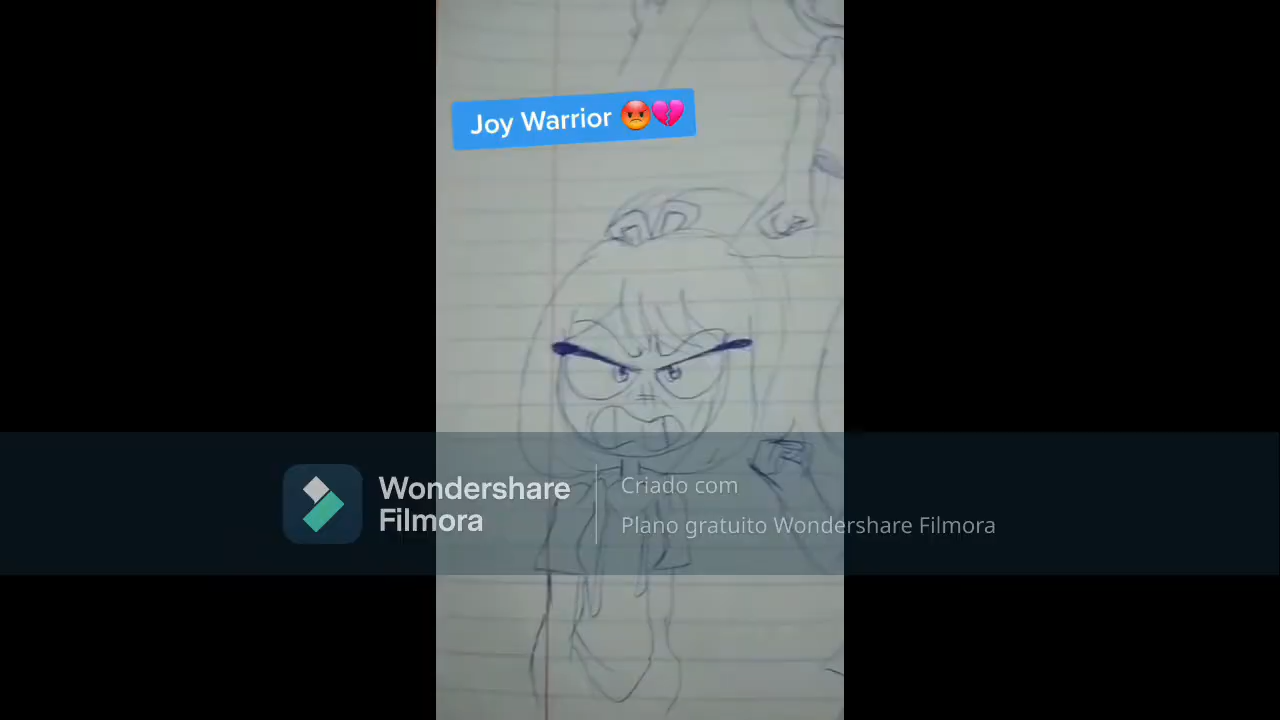 Joy Warrior 😡💔
Wondershare
Filmora
Criado com
Plano gratuito Wondershare Filmora